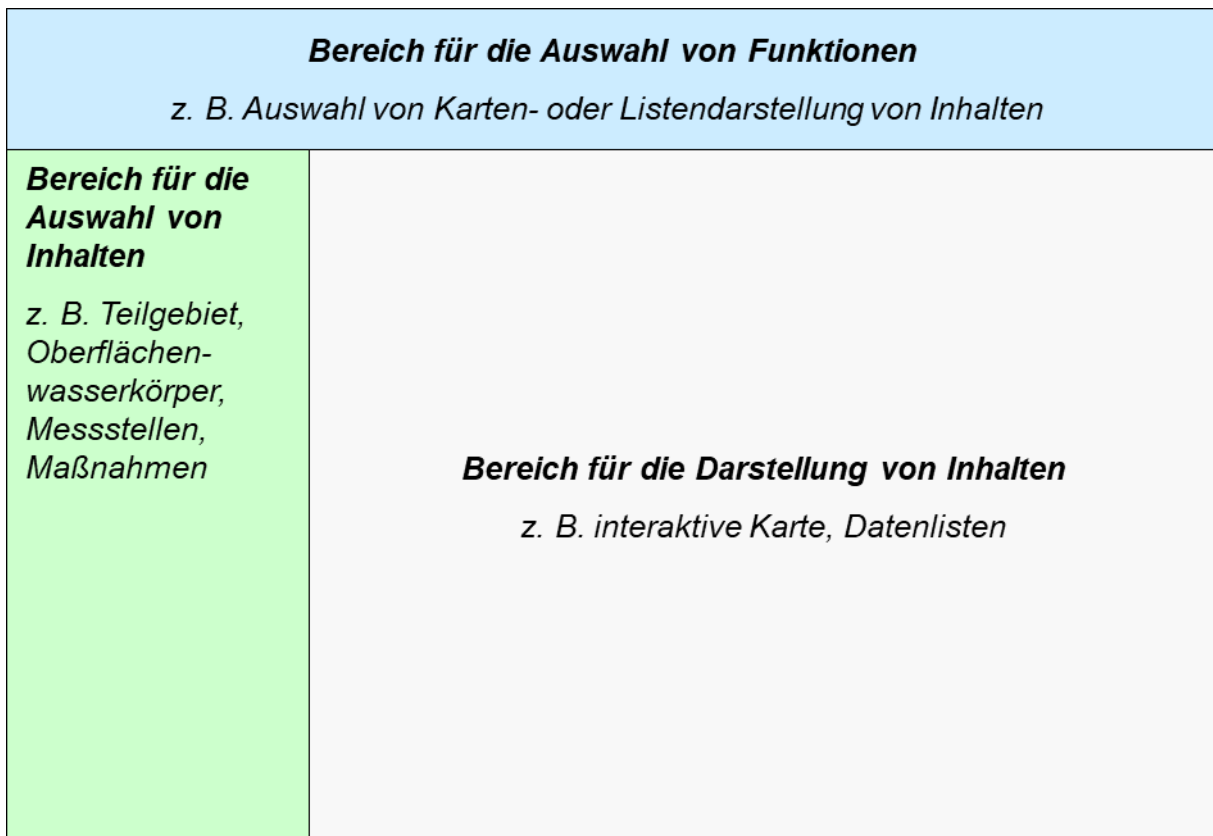 Bereich für die Auswahl von Funktionen
z. B. Auswahl von Karten- oder Listendarstellung von Inhalten
Bereich für die
Auswahl von
Inhalten
z. B. Teilgebiet,
Oberflächen-
wasserkörper,
Messstellen,
Maßnahmen
Bereich für die Darstellung von Inhalten
z. B. interaktive Karte, Datenlisten